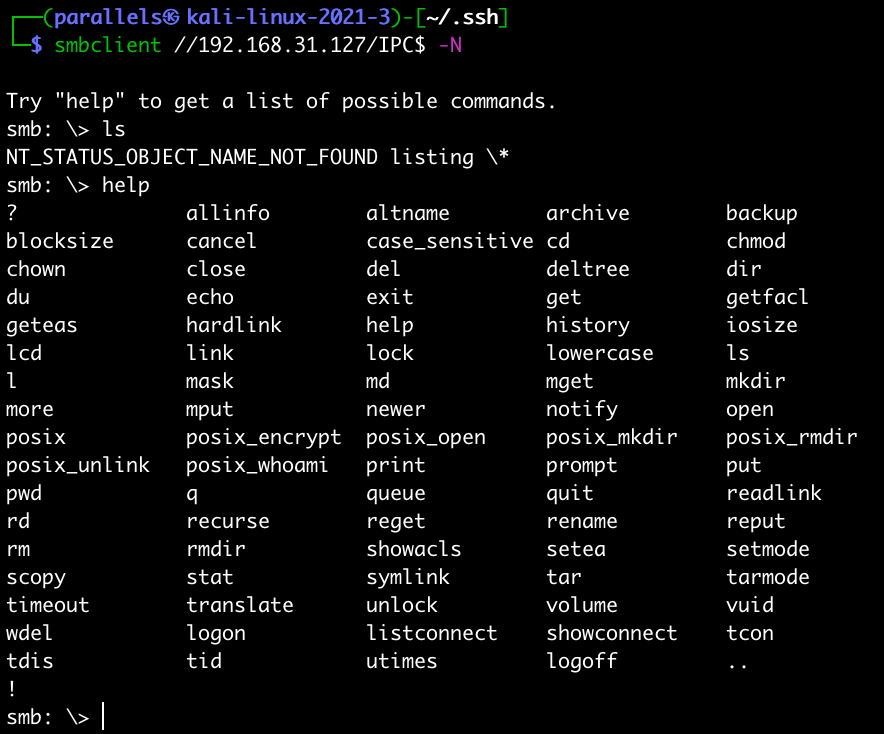 ┌──(parallels㉿kali-linux-2021-3)-[~/.ssh]
└─$ smbclient //192.168.31.127/IPC$ -N
Try "help" to get a list of possible commands.
smb: \> ls
NT_STATUS_OBJECT_NAME_NOT_FOUND listing \*
smb: \> help
?              allinfo        altname        archive        backup
blocksize      cancel         case_sensitive cd             chmod
chown          close          del            deltree        dir
du             echo           exit           get            getfacl
geteas         hardlink       help           history        iosize
lcd            link           lock           lowercase      ls
l              mask           md             mget           mkdir
more           mput           newer          notify         open
posix          posix_encrypt  posix_open     posix_mkdir    posix_rmdir
posix_unlink   posix_whoami   print          prompt         put
pwd            q              queue          quit           readlink
rd             recurse        reget          rename         reput
rm             rmdir          showacls       setea          setmode
scopy          stat           symlink        tar            tarmode
timeout        translate      unlock         volume         vuid
wdel           logon          listconnect    showconnect    tcon
tdis           tid            utimes         logoff         ..
!
smb: \>